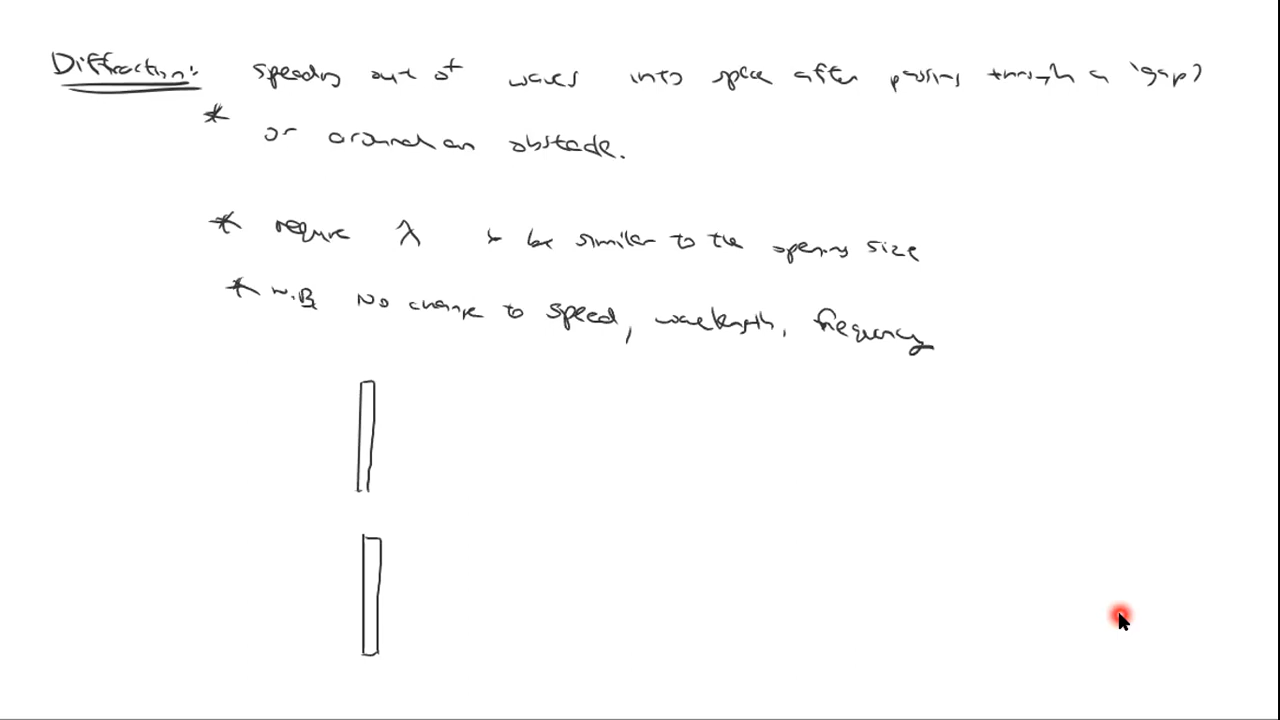 Diffraction: speading out of waves into space after passing through a 'gap'
* or around an obstacle.
* require λ to be similar to the opening size
* N.B. No change to speed, wavelength, frequency